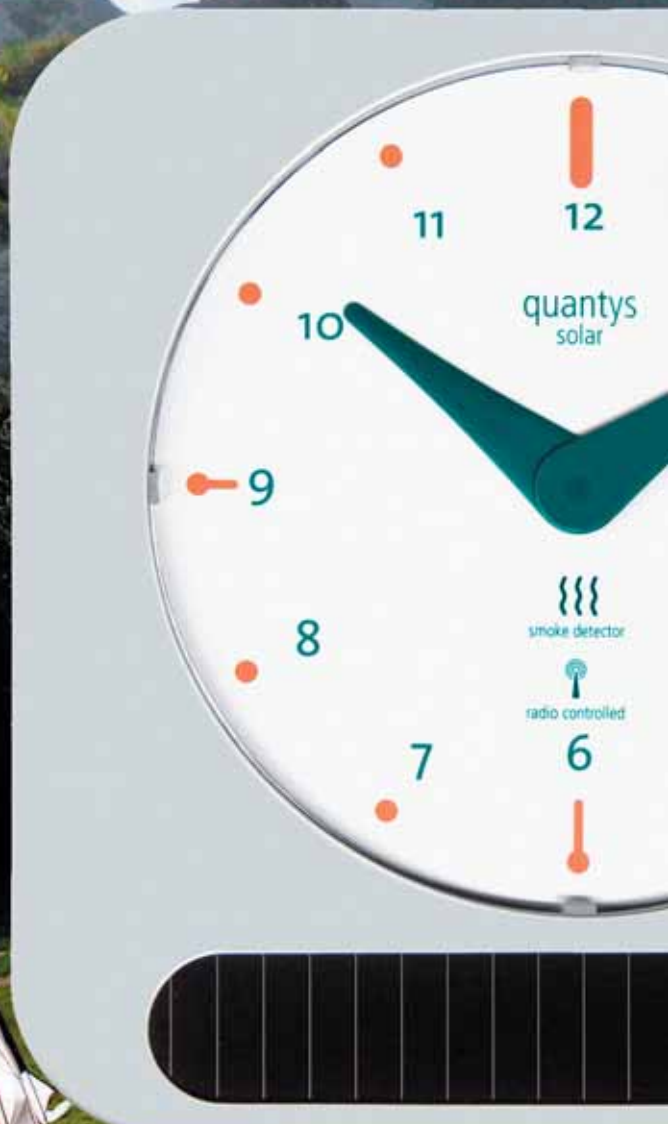 12
11
10
quantys
solar
9
8
smoke detector
radio controlled
7
6